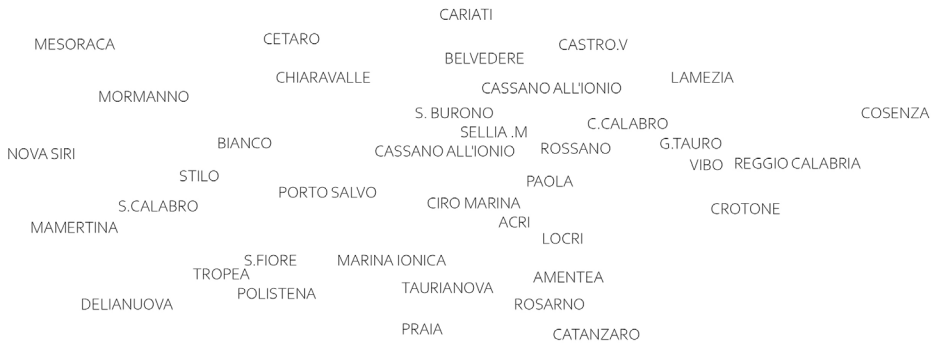 CARIATI
MESORACA
CETARO
CASTRO.V
BELVEDERE
CHIARAVALLE
LAMEZIA
CASSANO ALL'IONIO
MORMANNO
S. BURONO
COSENZA
C.CALABRO
SELLIA .M
BIANCO
G.TAURO
ROSSANO
CASSANO ALL'IONIO
NOVA SIRI
VIBO
REGGIO CALABRIA
STILO
PAOLA
PORTO SALVO
CIRO MARINA
S.CALABRO
CROTONE
ACRI
MAMERTINA
LOCRI
S.FIORE
MARINA IONICA
TROPEA
AMENTEA
TAURIANOVA
POLISTENA
DELIANUOVA
ROSARNO
PRAIA
CATANZARO